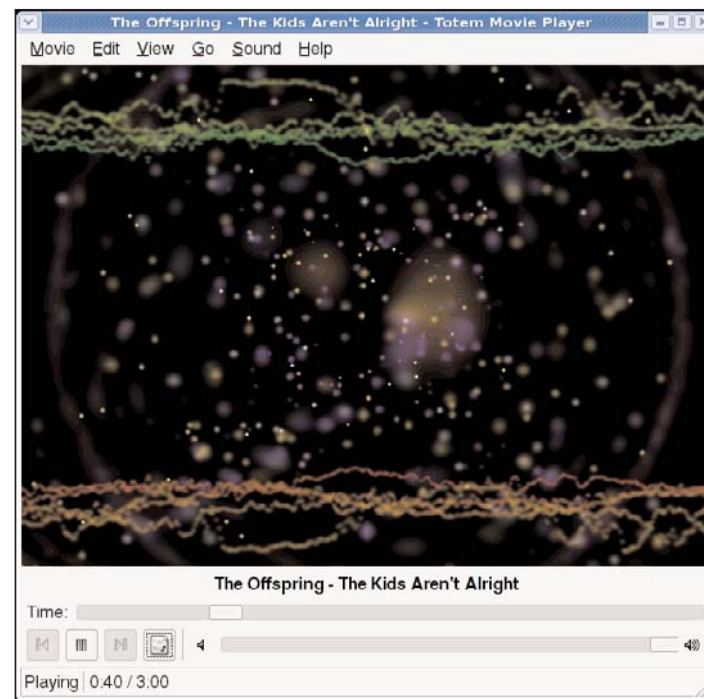 The Offspring - The Kids Aren't Alright - Totem Movie Player
Movie Edit View Go Sound Help
The Offspring - The Kids Aren't Alright
Time:
Playing 0:40 / 3:00